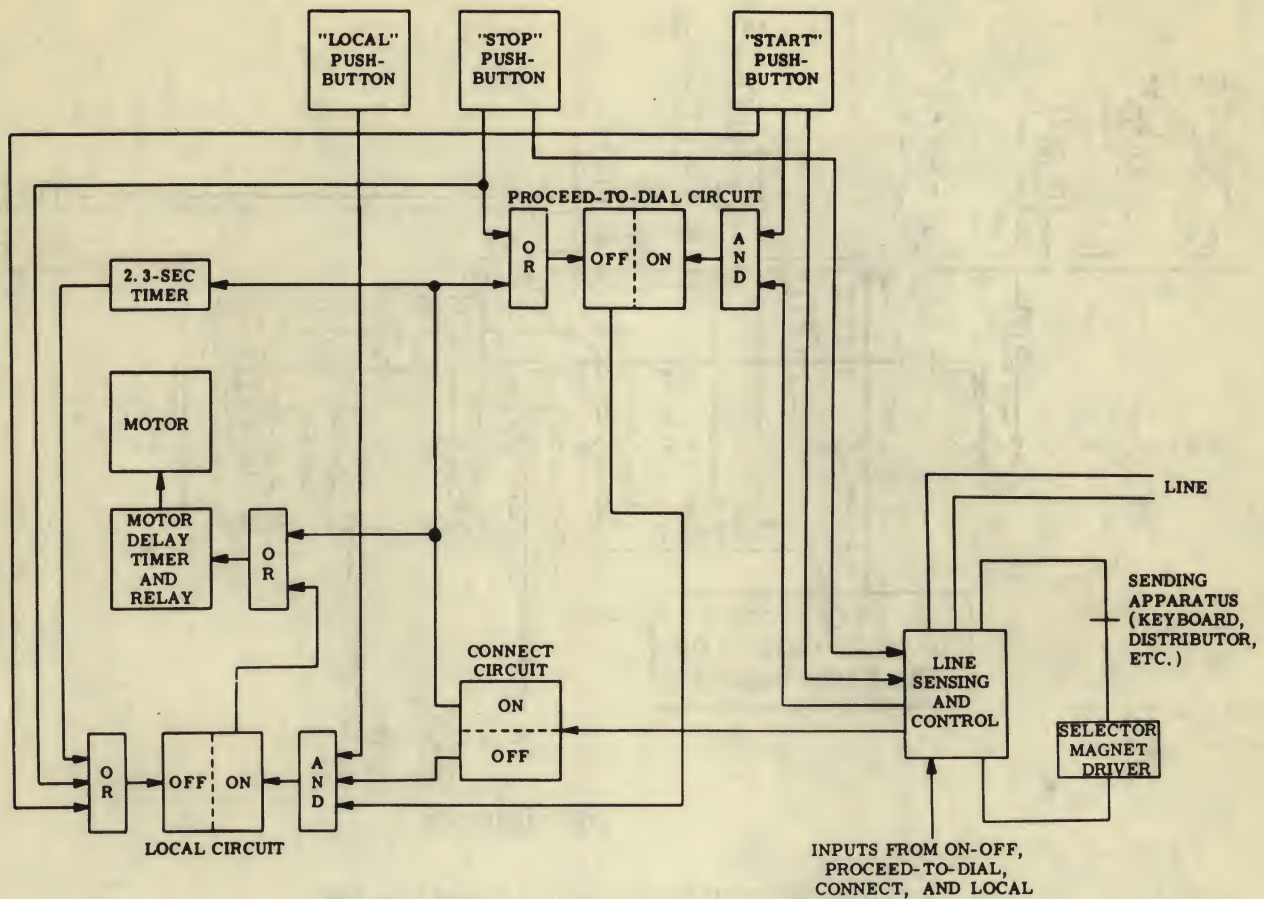 "LOCAL"
PUSH-
BUTTON
"STOP"
PUSH-
BUTTON
"START"
PUSH-
BUTTON
PROCEED-TO-DIAL CIRCUIT
O
R
OFF
ON
A
N
D
2.3-SEC
TIMER
MOTOR
MOTOR
DELAY
TIMER
AND
RELAY
O
R
LINE
SENDING
APPARATUS
(KEYBOARD,
DISTRIBUTOR,
ETC.)
CONNECT
CIRCUIT
ON
OFF
LINE
SENSING
AND
CONTROL
SELECTOR
MAGNET
DRIVER
O
R
OFF
ON
A
N
D
LOCAL CIRCUIT
INPUTS FROM ON-OFF,
PROCEED-TO-DIAL,
CONNECT, AND LOCAL